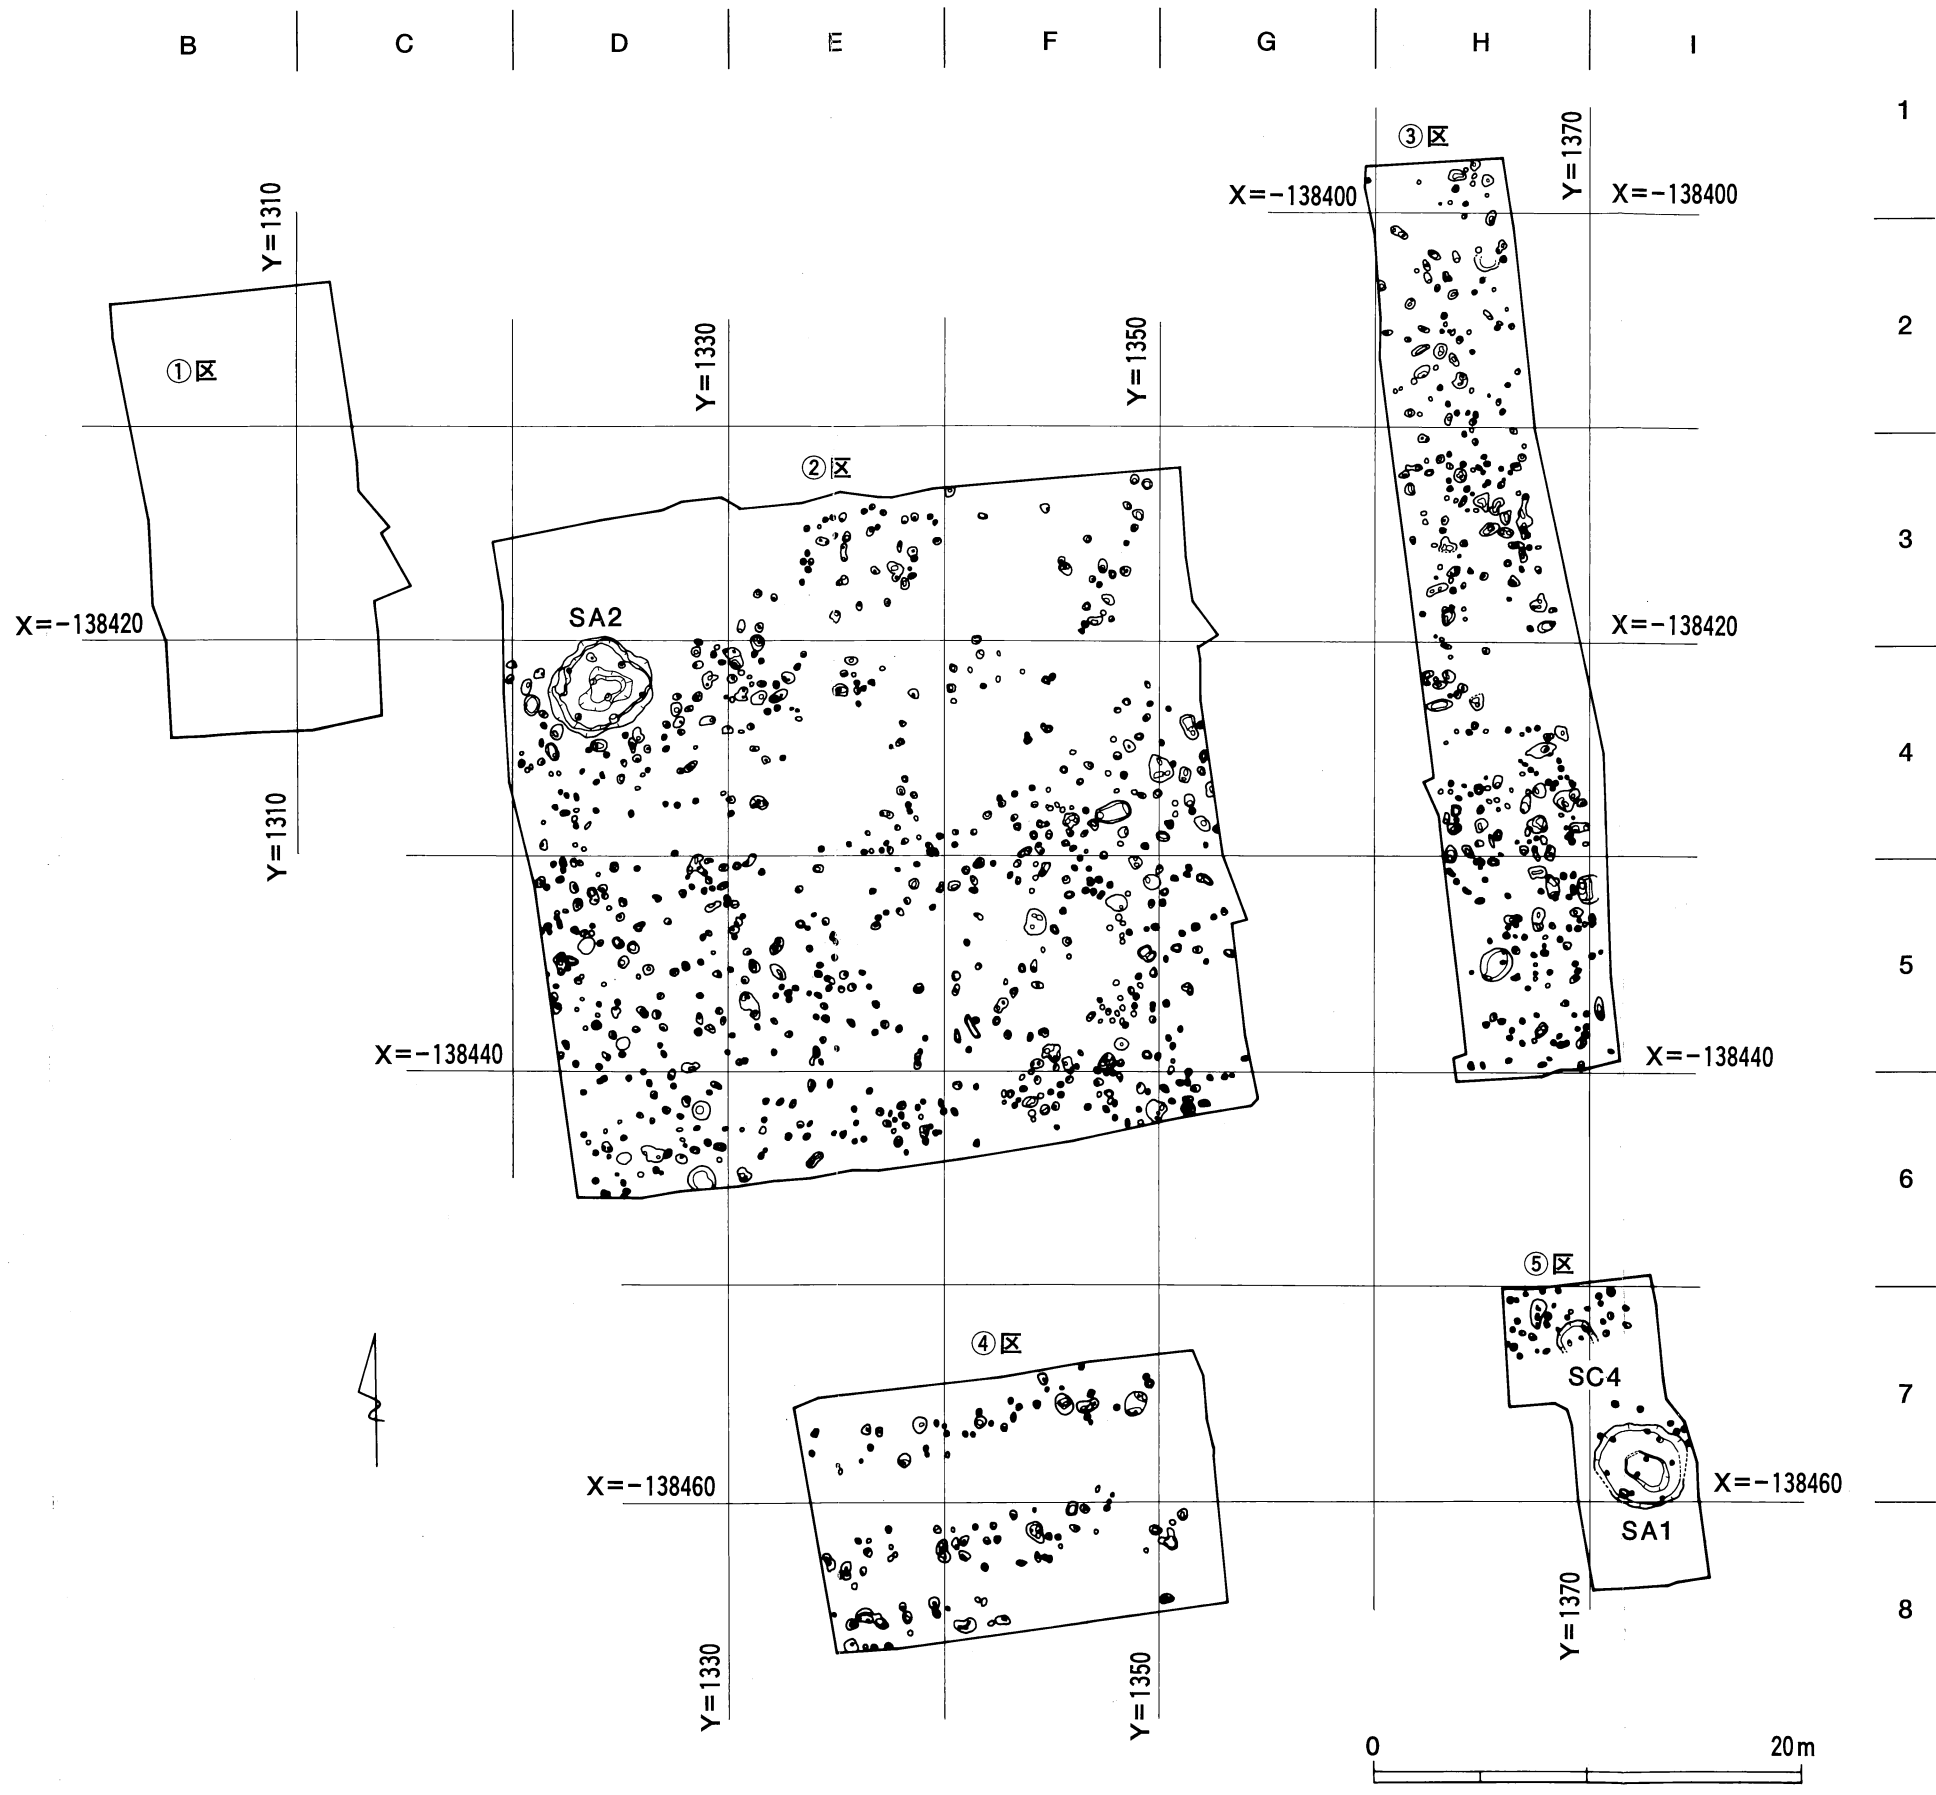 B C D E F G H I
1
③区
Y=1370
X=-138400 X=-138400
Y=1310
2
①区
Y=1330
Y=1350
②区
3
SA2
X=-138420 X=-138420
4
Y=1310
5
X=-138440 X=-138440
6
⑤区
④区
SC4
7
X=-138460 X=-138460
SA1
Y=1370
8
Y=1330
Y=1350
0 20m